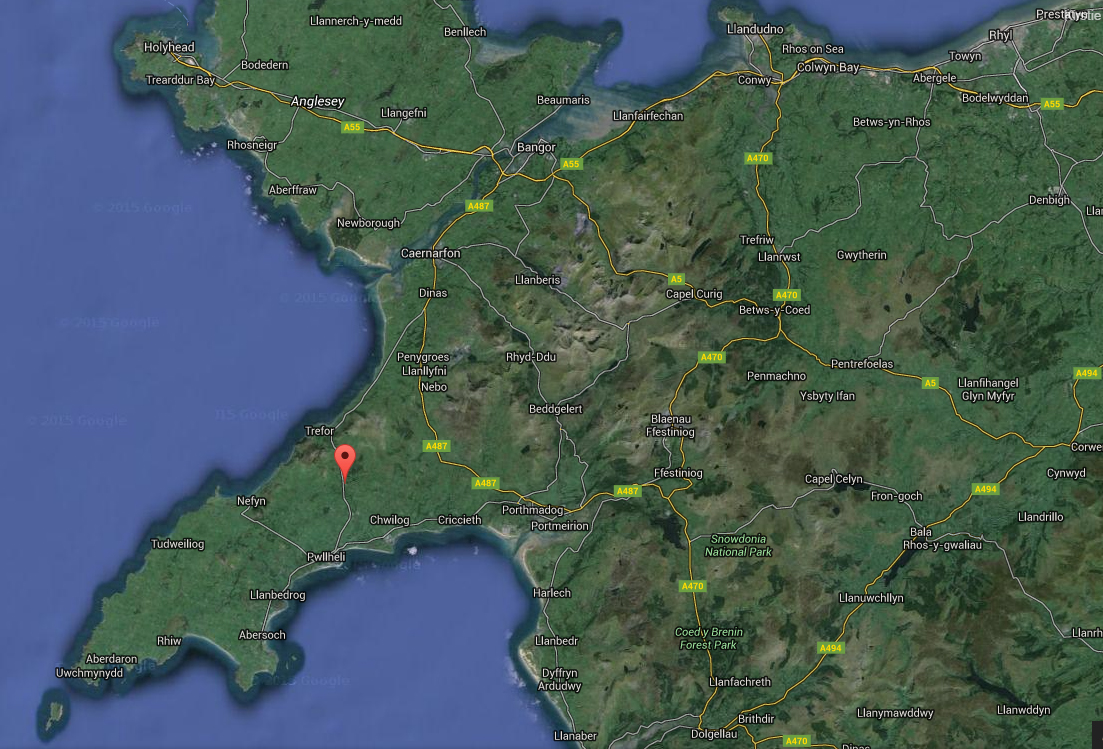 Llannerch-y-medd
Benllech
Llandudno
Prestatyn
Rhyl
Holyhead
Rhos on Sea
Towyn
Bodedern
Colwyn Bay
Trearddur Bay
Conwy
Abergele
Anglesey
Beaumaris
Bodelwyddan
A55
Llangefni
Llanfairfechan
A55
Betws-yn-Rhos
Rhosneigr
Bangor
A55
A470
Aberffraw
Denbigh
A487
© 2015 Google
Newborough
Trefriw
Caernarfon
Llanrwst
Gwytherin
Llanberis
A5
Dinas
Capel Curig
A470
Betws-y-Coed
© 2015 Google
Penygroes
Rhyd-Ddu
A470
Pentrefoelas
Llanllyfni
Penmachno
A5
Llanfihangel
Glyn Myfyr
A494
Nebo
Ysbyty Ifan
Beddgelert
Blaenau
Ffestiniog
Trefor
A487
Ffestiniog
Capel Celyn
Cynwyd
A487
A487
Fron-goch
A494
Nefyn
Porthmadog
Chwilog
Criccieth
Portmeirion
Llandrillo
Tudweiliog
Snowdonia
National Park
Bala
Rhos-y-gwaliau
Pwllheli
A470
Llanbedrog
Harlech
Llanuwchllyn
Rhiw
Abersoch
Llanbedr
Coed y Brenin
Forest Park
A494
Aberdaron
Uwchmynydd
Dyffryn
Ardudwy
Llanfachreth
Llanymawddwy
Llanwddyn
Brithdir
Llanaber
Dolgellau
A470